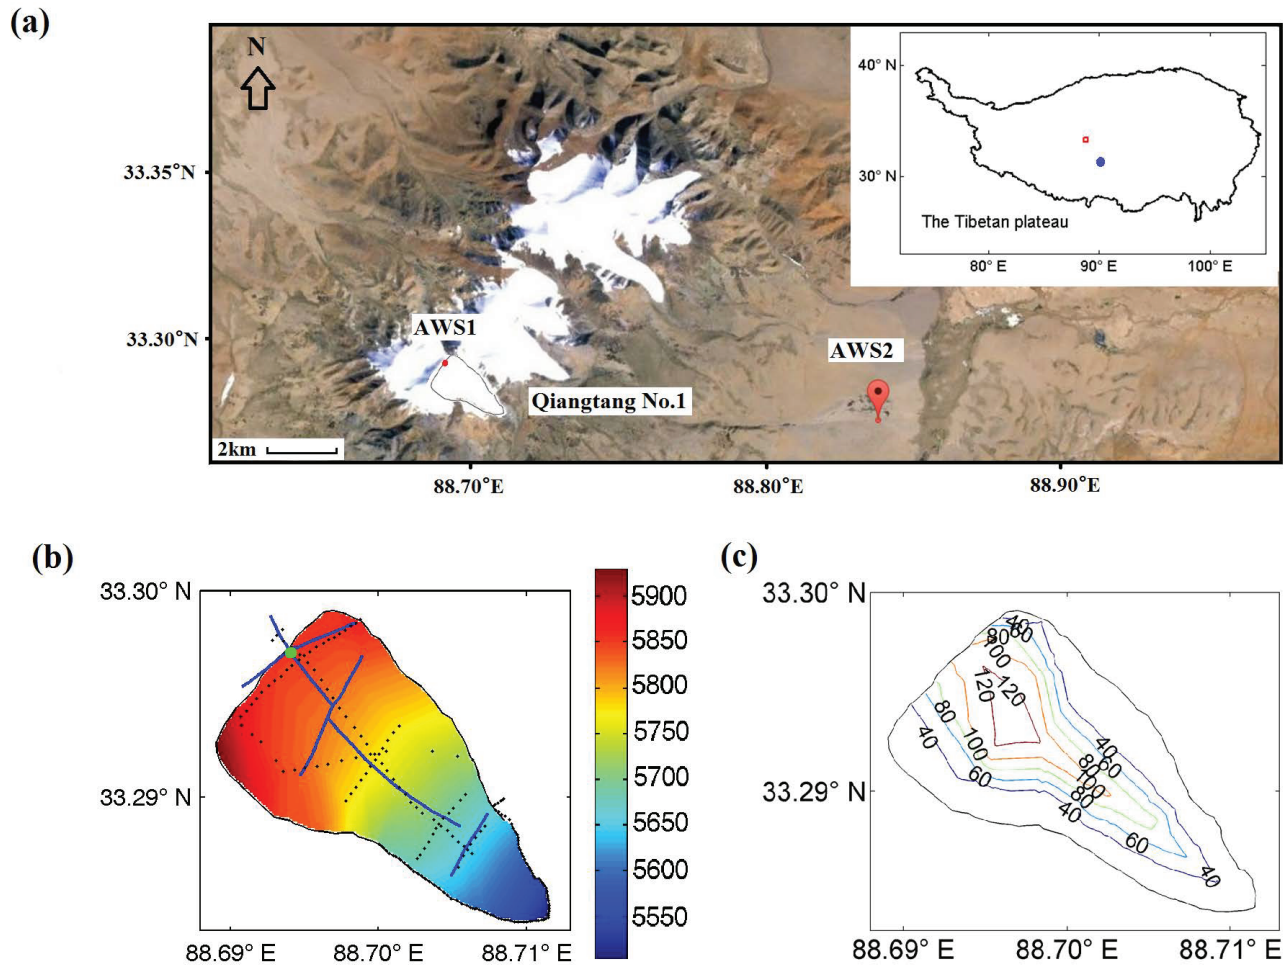 (a)
N
33.35°N
33.30°N
AWS1
AWS2
Qiangtang No.1
2km
88.70°E
88.80°E
88.90°E
40° N
30° N
The Tibetan plateau
80° E
90° E
100° E
(b)
33.30° N
33.29° N
88.69° E
88.70° E
88.71° E
5900
5850
5800
5750
5700
5650
5600
5550
(c)
33.30° N
33.29° N
40
60
80
100
120
120
80
40
100
60
40
60
80
100
80
40
60
40
88.69° E
88.70° E
88.71° E